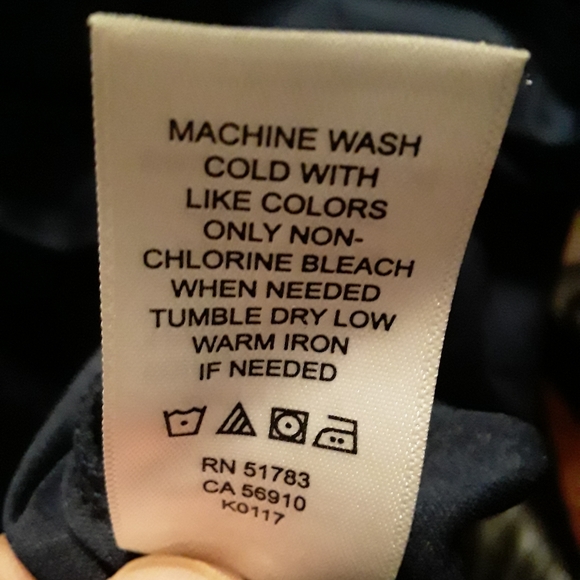 MACHINE WASH
COLD WITH
LIKE COLORS
ONLY NON-
CHLORINE BLEACH
WHEN NEEDED
TUMBLE DRY LOW
WARM IRON
IF NEEDED
RN 51783
CA 56910
K0117